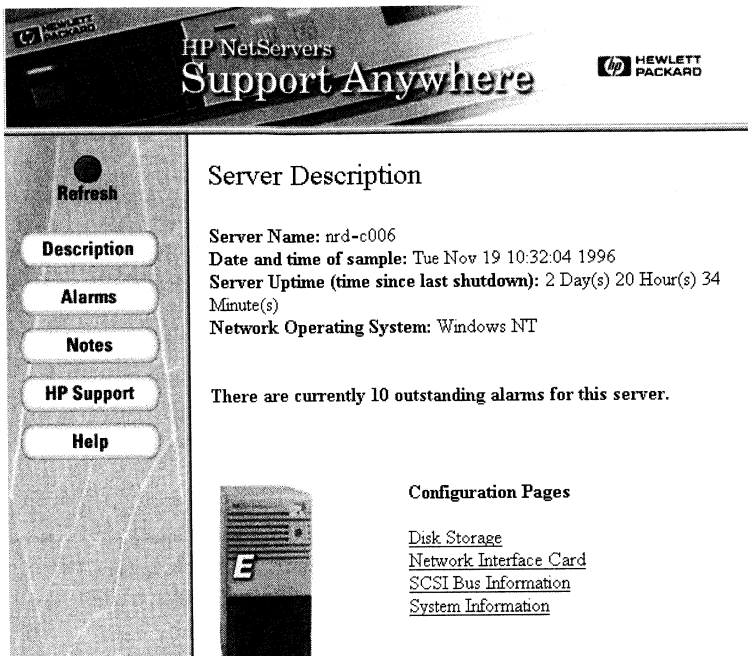 hp HEWLETT PACKARD
HP NetServers
Support Anywhere
hp HEWLETT
PACKARD
Refresh
Description
Alarms
Notes
HP Support
Help
Server Description
Server Name: nrd-c006
Date and time of sample: Tue Nov 19 10:32:04 1996
Server Uptime (time since last shutdown): 2 Day(s) 20 Hour(s) 34
Minute(s)
Network Operating System: Windows NT
There are currently 10 outstanding alarms for this server.
E
Configuration Pages
Disk Storage
Network Interface Card
SCSI Bus Information
System Information